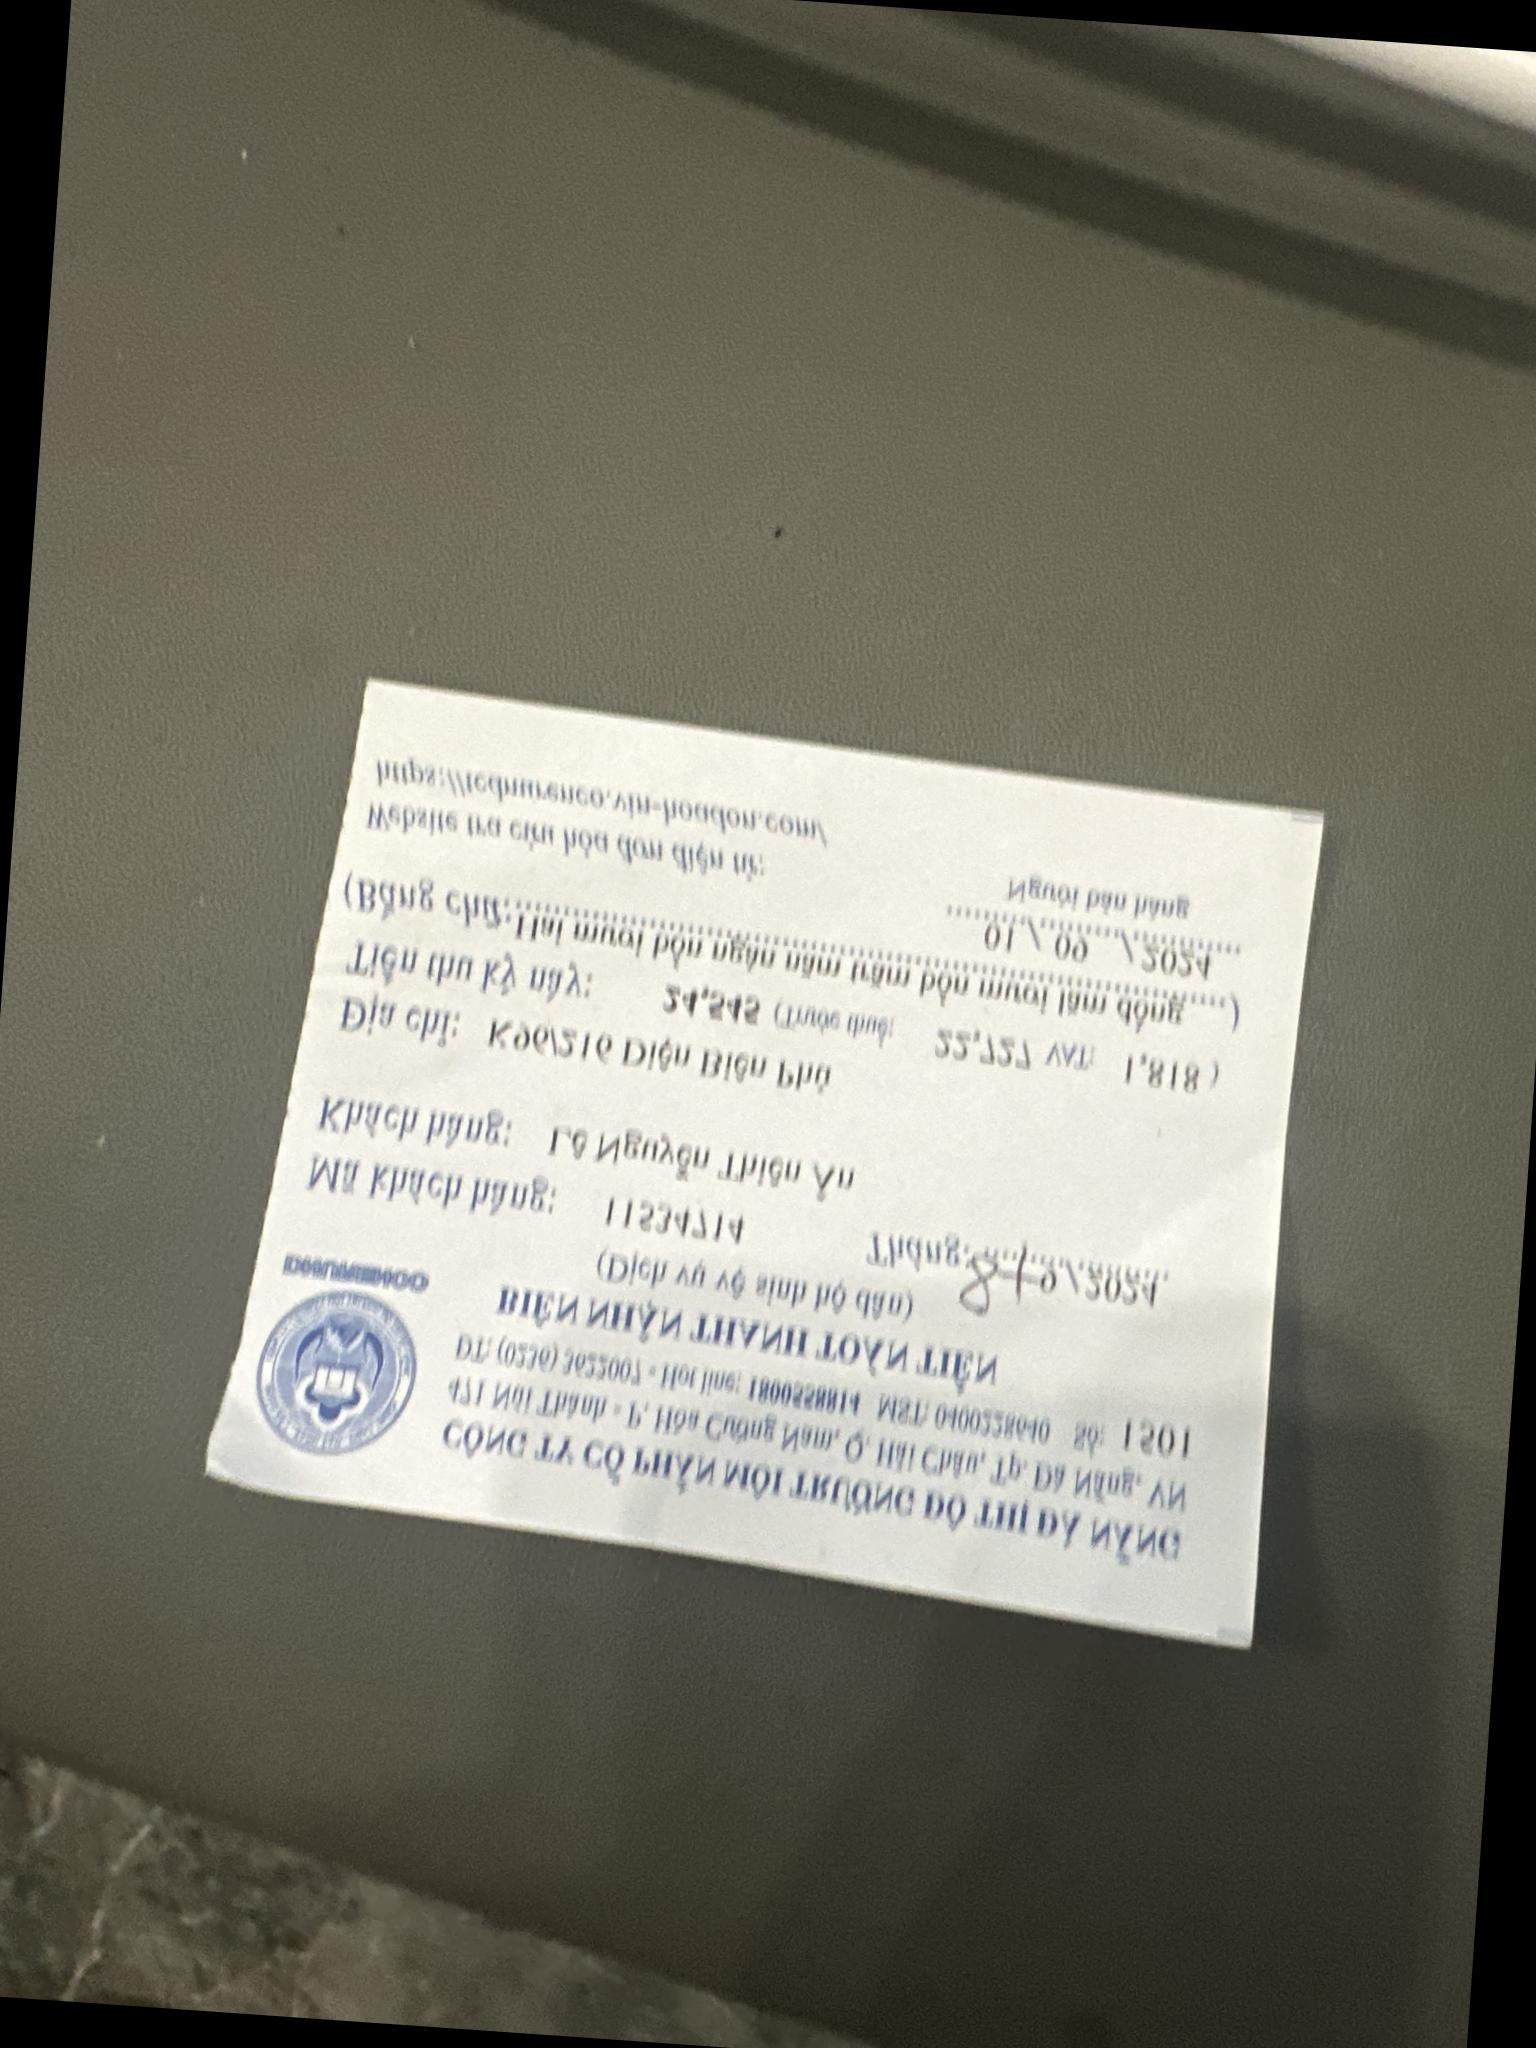 CÔNG TY CỔ PHẦN MÔI TRƯỜNG ĐÔ THỊ ĐÀ NẴNG
471 Núi Thành - P. Hòa Cường Nam, Q. Hải Châu, Tp. Đà Nẵng, VN
ĐT: (0236) 3622007 - Hot line: 1800558814 MST: 0400228640 Số: 1501
BIÊN NHẬN THANH TOÁN TIỀN
(Dịch vụ vệ sinh hộ dân)
Tháng: 8+9/2024
Mã khách hàng: 11534714
Khách hàng: Lê Nguyễn Thiên Ân
Địa chỉ: K96/216 Điện Biên Phủ
Tiền thu kỳ này: 24,545 (Trước thuế: 22,727 VAT: 1,818 )
(Bằng chữ: Hai mươi bốn ngàn năm trăm bốn mươi lăm đồng....)
01 / 09 / 2024
Người bán hàng
Website tra cứu hóa đơn điện tử:
https://tcdnurenco.vin-hoadon.com/